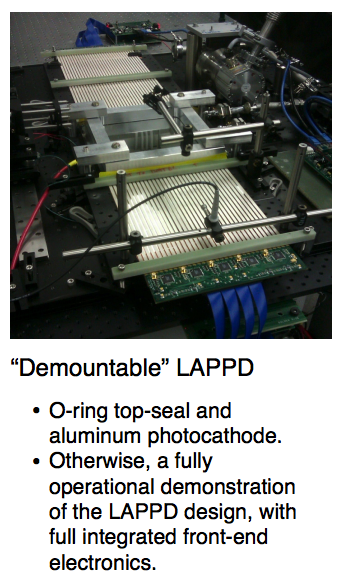 “Demountable” LAPPD
• O-ring top-seal and
aluminum photocathode.
• Otherwise, a fully
operational demonstration
of the LAPPD design, with
full integrated front-end
electronics.